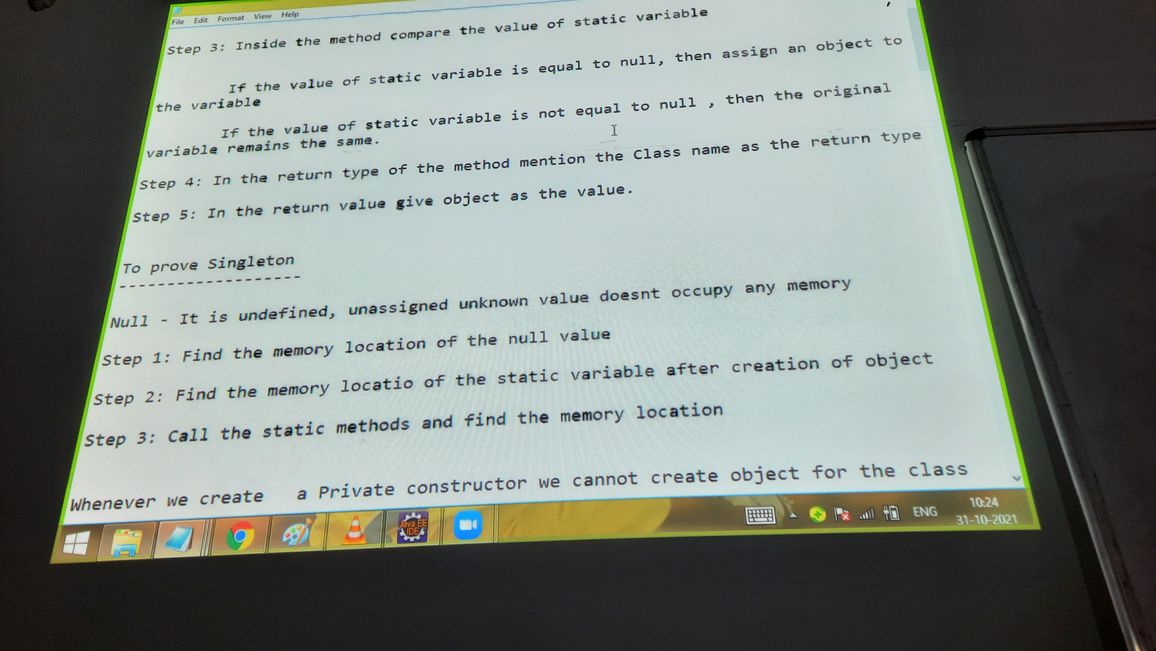 File Edit Format View Help
Step 3: Inside the method compare the value of static variable
If the value of static variable is equal to null, then assign an object to
the variable
If the value of static variable is not equal to null , then the original
variable remains the same.
Step 4: In the return type of the method mention the Class name as the return type
Step 5: In the return value give object as the value.
To prove Singleton
--------------------
Null - It is undefined, unassigned unknown value doesnt occupy any memory
Step 1: Find the memory location of the null value
Step 2: Find the memory locatio of the static variable after creation of object
Step 3: Call the static methods and find the memory location
Whenever we create a Private constructor we cannot create object for the class
Java EE
IDE
ENG
10:24
31-10-2021